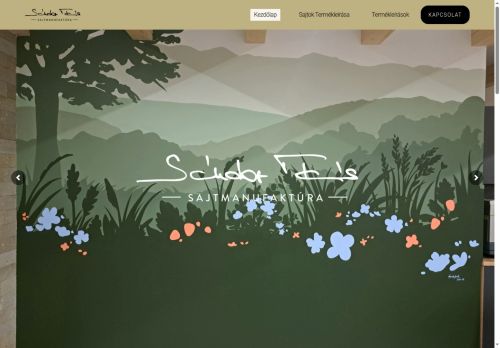 SAJTMANUFAKTÚRA
Kezdőlap
Sajtok Termékleírása
Termékleírások
KAPCSOLAT
SAJTMANUFAKTÚRA